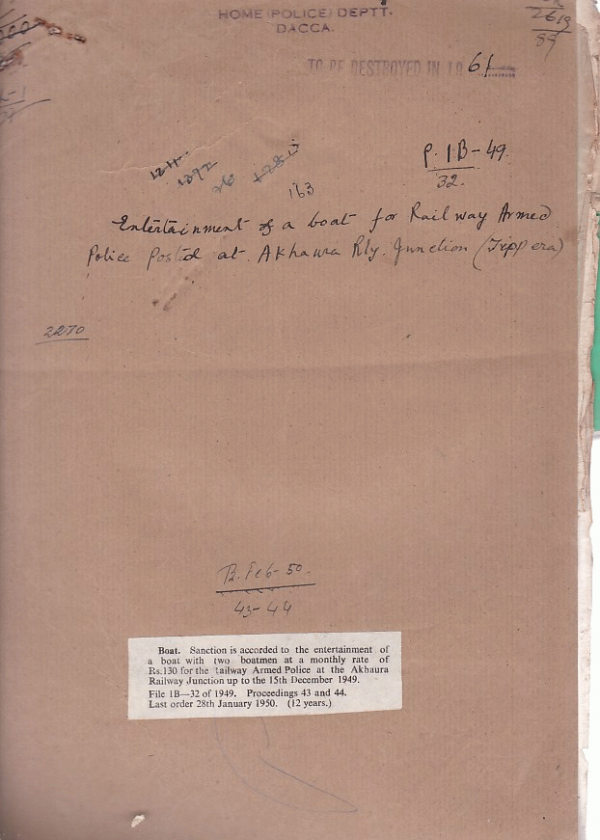 HOME (POLICE) DEPTT.
DACCA.
2619
TO BE DESTROYED IN 1961
P. 1B-49.
32.
26
163
Entertainment of a boat for Railway Armed
Police Posted at Akhaura Rly. Junction (Tippera)
2270
B. Feb-50.
43-44
Boat. Sanction is accorded to the entertainment of
a boat with two boatmen at a monthly rate of
Rs.130 for the tailway Armed Police at the Akhaura
Railway Junction up to the 15th December 1949.
File 1B—32 of 1949. Proceedings 43 and 44.
Last order 28th January 1950. (12 years.)